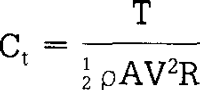 C_t = T / (½ ρAV²R)